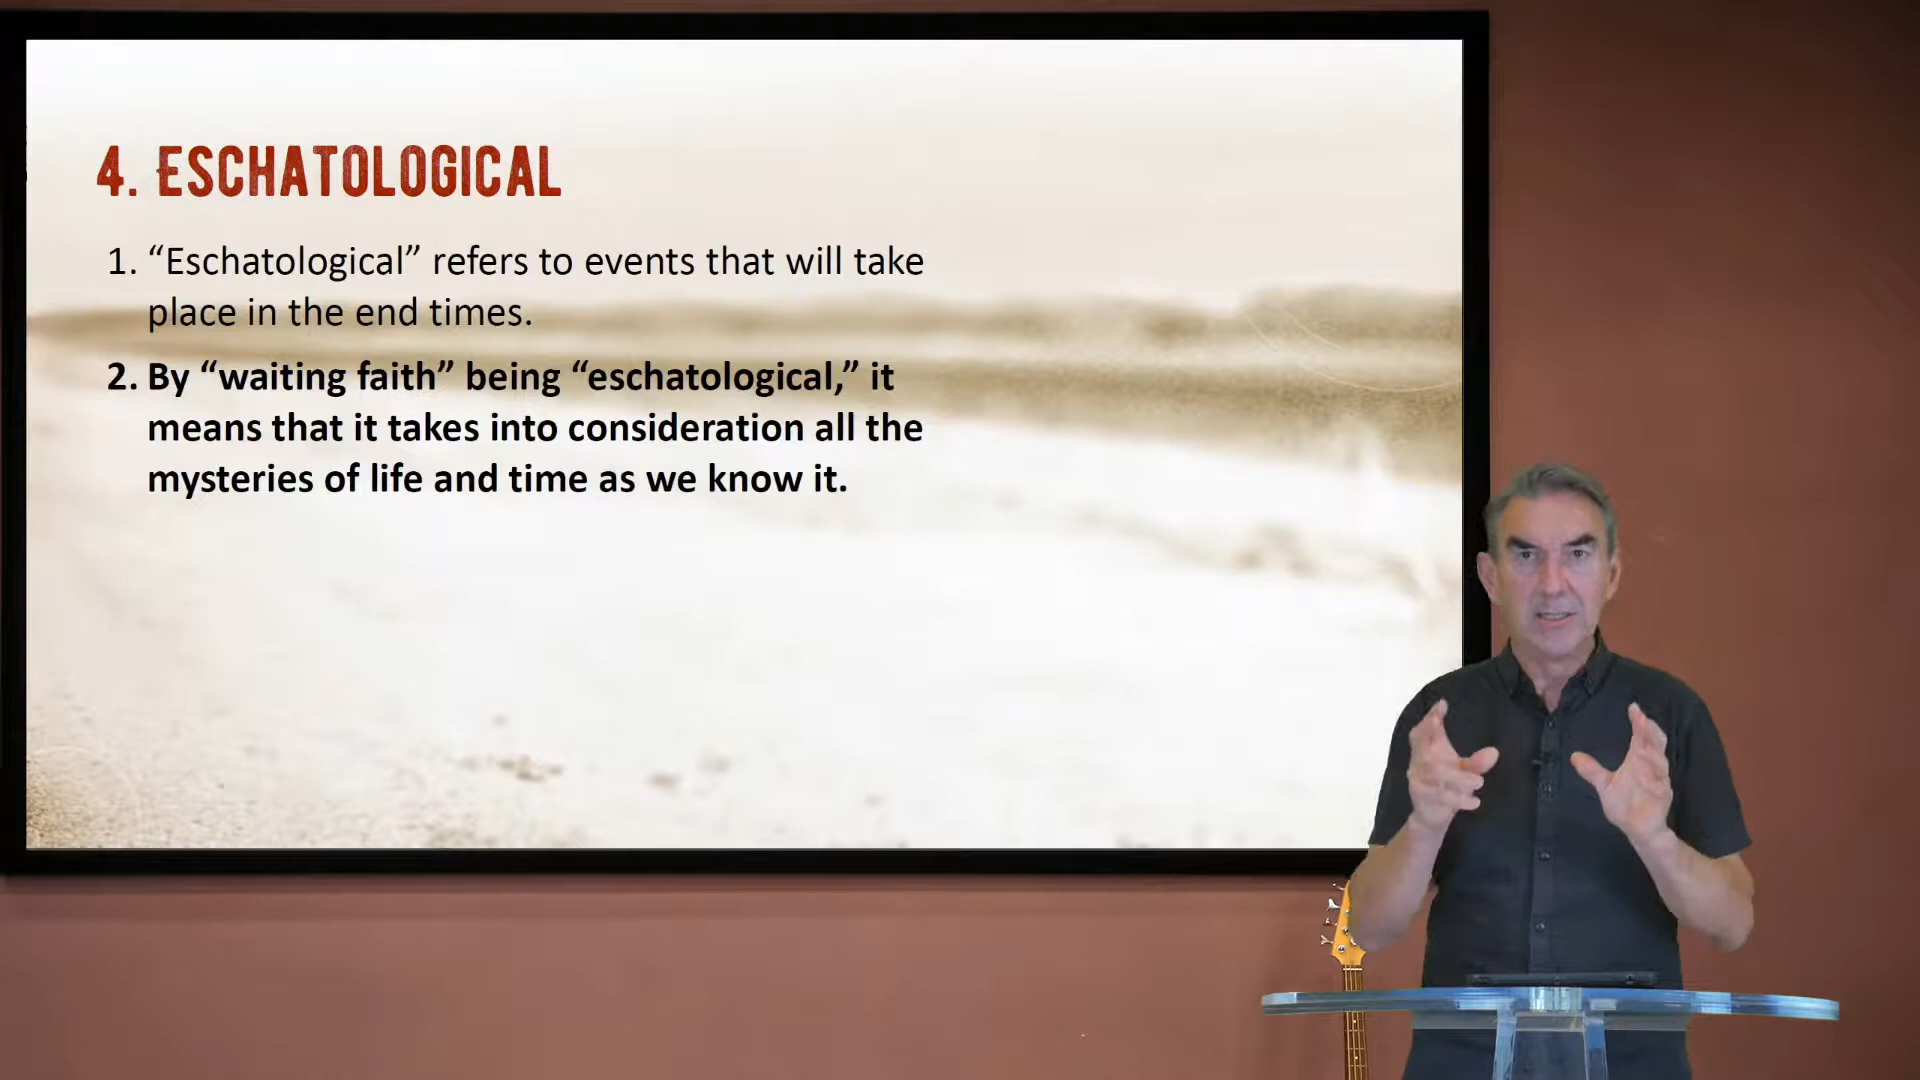 4. ESCHATOLOGICAL
1. “Eschatological” refers to events that will take
place in the end times.
2. By “waiting faith” being “eschatological,” it
means that it takes into consideration all the
mysteries of life and time as we know it.